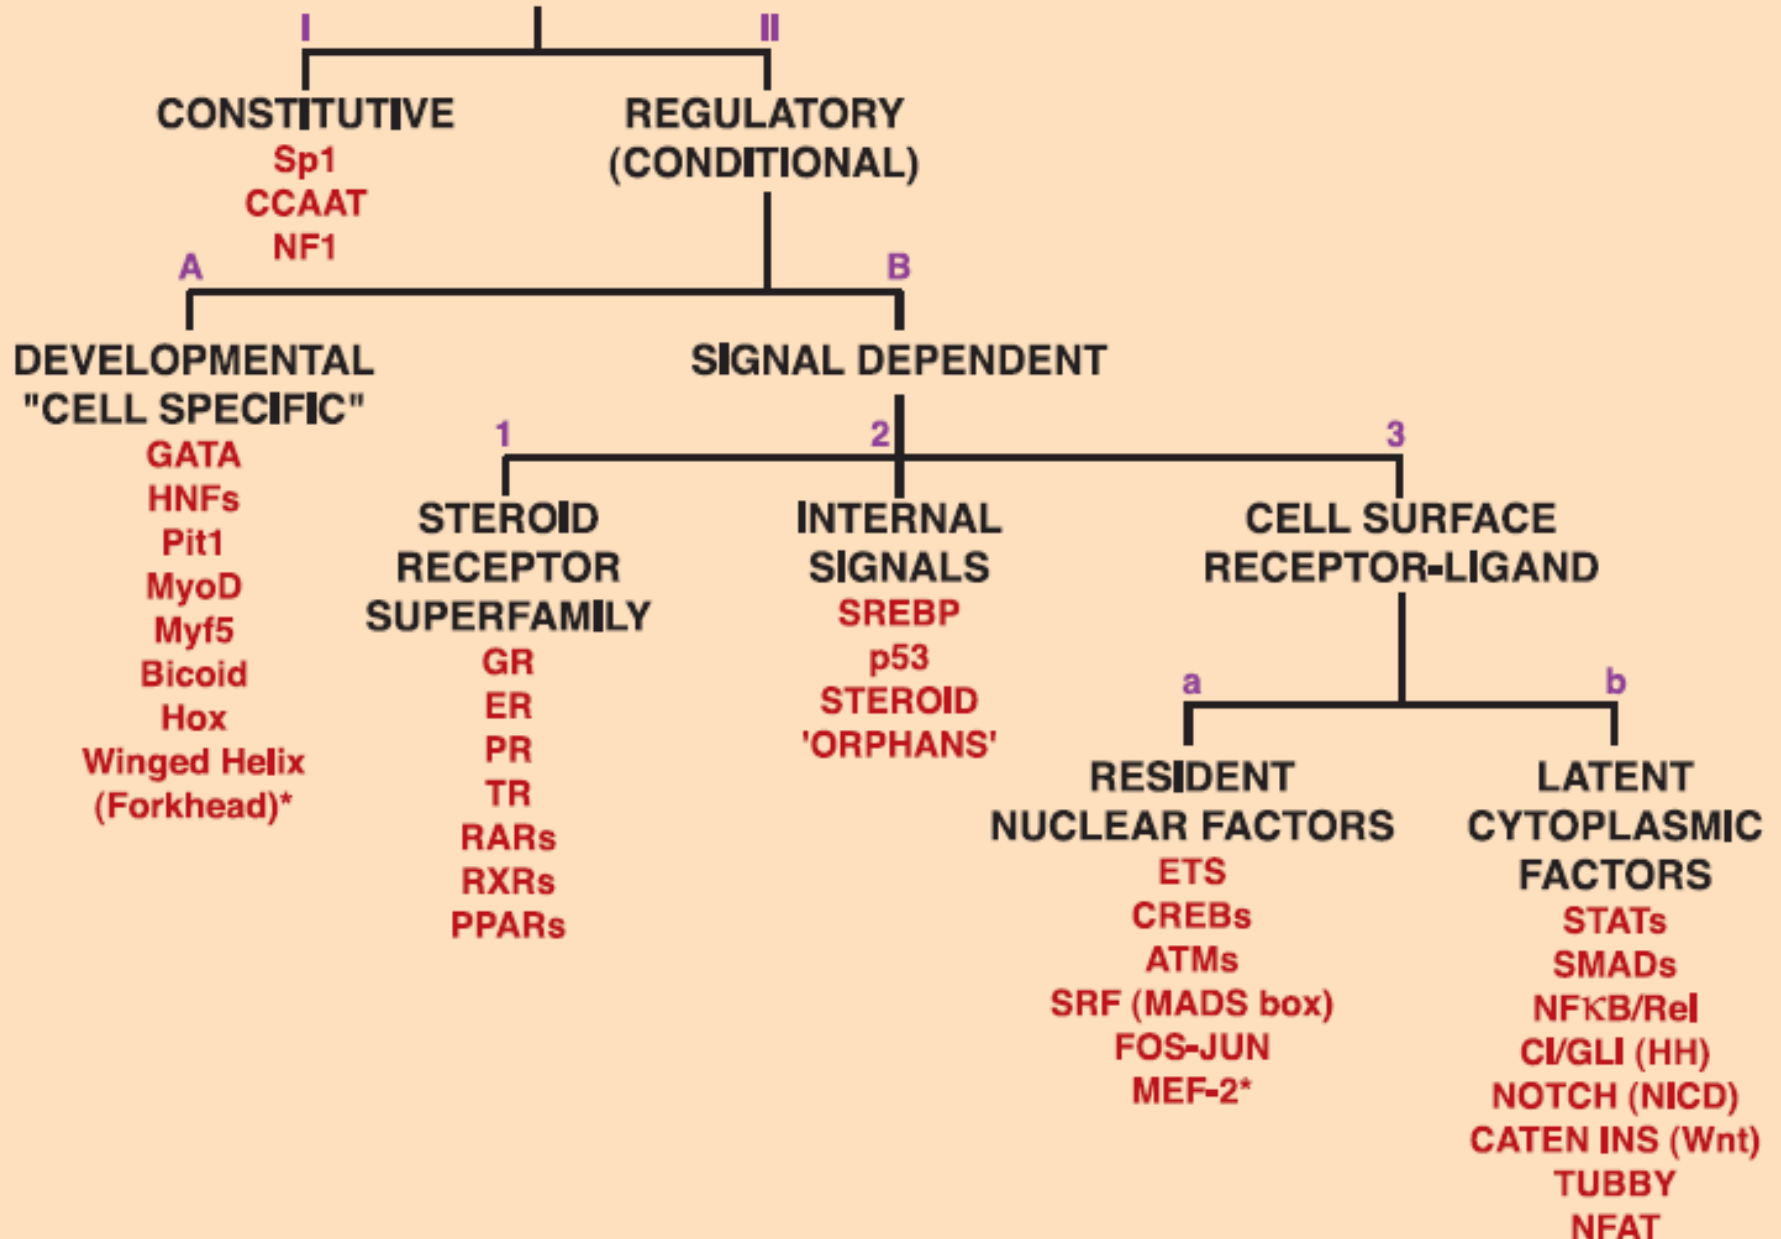 I
II
CONSTITUTIVE
Sp1
CCAAT
NF1
REGULATORY
(CONDITIONAL)
A
B
DEVELOPMENTAL
"CELL SPECIFIC"
GATA
HNFs
Pit1
MyoD
Myf5
Bicoid
Hox
Winged Helix
(Forkhead)*
SIGNAL DEPENDENT
1
2
3
STEROID
RECEPTOR
SUPERFAMILY
GR
ER
PR
TR
RARs
RXRs
PPARs
INTERNAL
SIGNALS
SREBP
p53
STEROID
'ORPHANS'
CELL SURFACE
RECEPTOR-LIGAND
a
b
RESIDENT
NUCLEAR FACTORS
ETS
CREBs
ATMs
SRF (MADS box)
FOS-JUN
MEF-2*
LATENT
CYTOPLASMIC
FACTORS
STATs
SMADs
NFκB/Rel
CI/GLI (HH)
NOTCH (NICD)
CATEN INS (Wnt)
TUBBY
NFAT